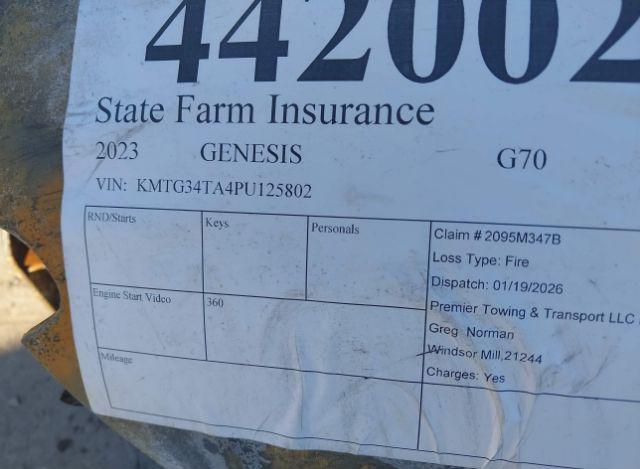 442002
State Farm Insurance
2023 GENESIS G70
VIN: KMTG34TA4PU125802
RND/Starts Keys Personals
Claim # 2095M347B
Loss Type: Fire
Dispatch: 01/19/2026
Engine Start Video 360
Premier Towing & Transport LLC
Greg Norman
Windsor Mill,21244
Mileage
Charges: Yes